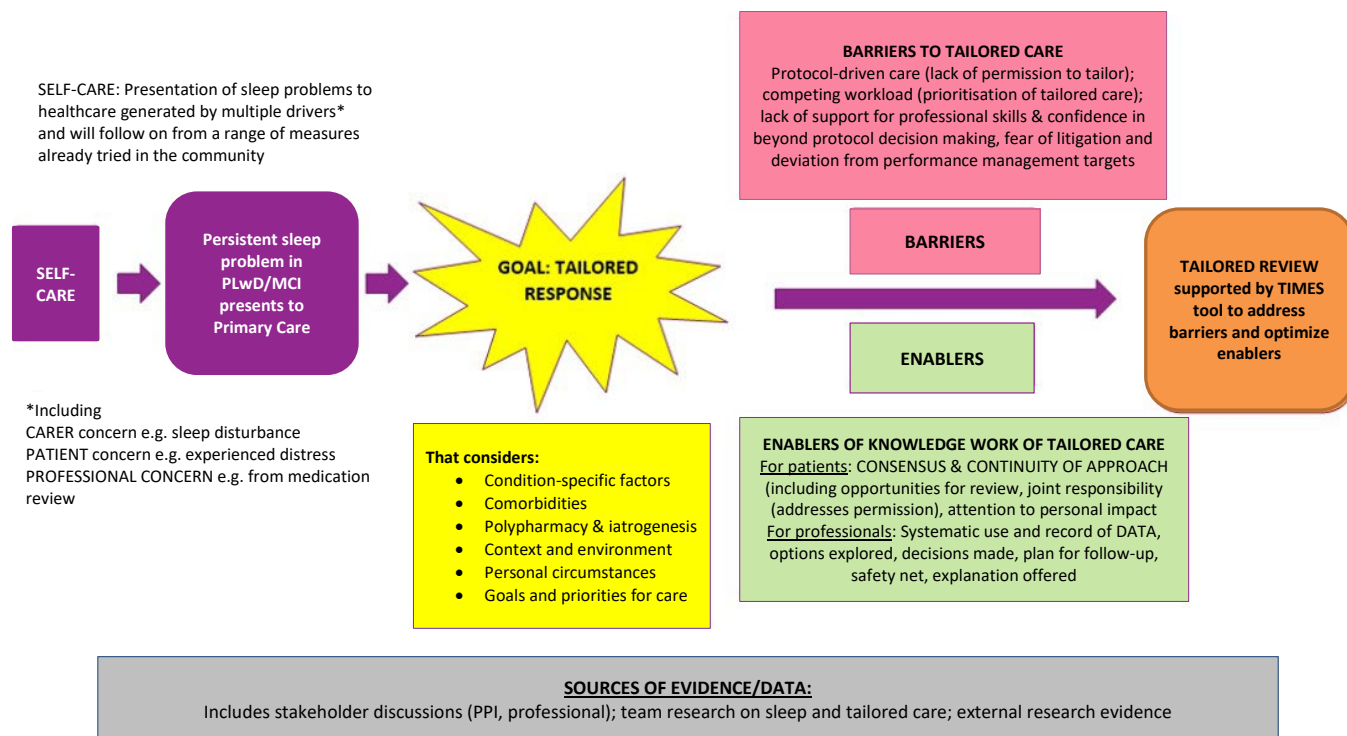 SELF-CARE: Presentation of sleep problems to
healthcare generated by multiple drivers*
and will follow on from a range of measures
already tried in the community
SELF-
CARE
Persistent sleep
problem in
PLwD/MCI
presents to
Primary Care
*Including
CARER concern e.g. sleep disturbance
PATIENT concern e.g. experienced distress
PROFESSIONAL CONCERN e.g. from medication
review
GOAL: TAILORED
RESPONSE
That considers:
• Condition-specific factors
• Comorbidities
• Polypharmacy & iatrogenesis
• Context and environment
• Personal circumstances
• Goals and priorities for care
BARRIERS TO TAILORED CARE
Protocol-driven care (lack of permission to tailor);
competing workload (prioritisation of tailored care);
lack of support for professional skills & confidence in
beyond protocol decision making, fear of litigation and
deviation from performance management targets
BARRIERS
ENABLERS
ENABLERS OF KNOWLEDGE WORK OF TAILORED CARE
For patients: CONSENSUS & CONTINUITY OF APPROACH
(including opportunities for review, joint responsibility
(addresses permission), attention to personal impact
For professionals: Systematic use and record of DATA,
options explored, decisions made, plan for follow-up,
safety net, explanation offered
TAILORED REVIEW
supported by TIMES
tool to address
barriers and optimize
enablers
SOURCES OF EVIDENCE/DATA:
Includes stakeholder discussions (PPI, professional); team research on sleep and tailored care; external research evidence